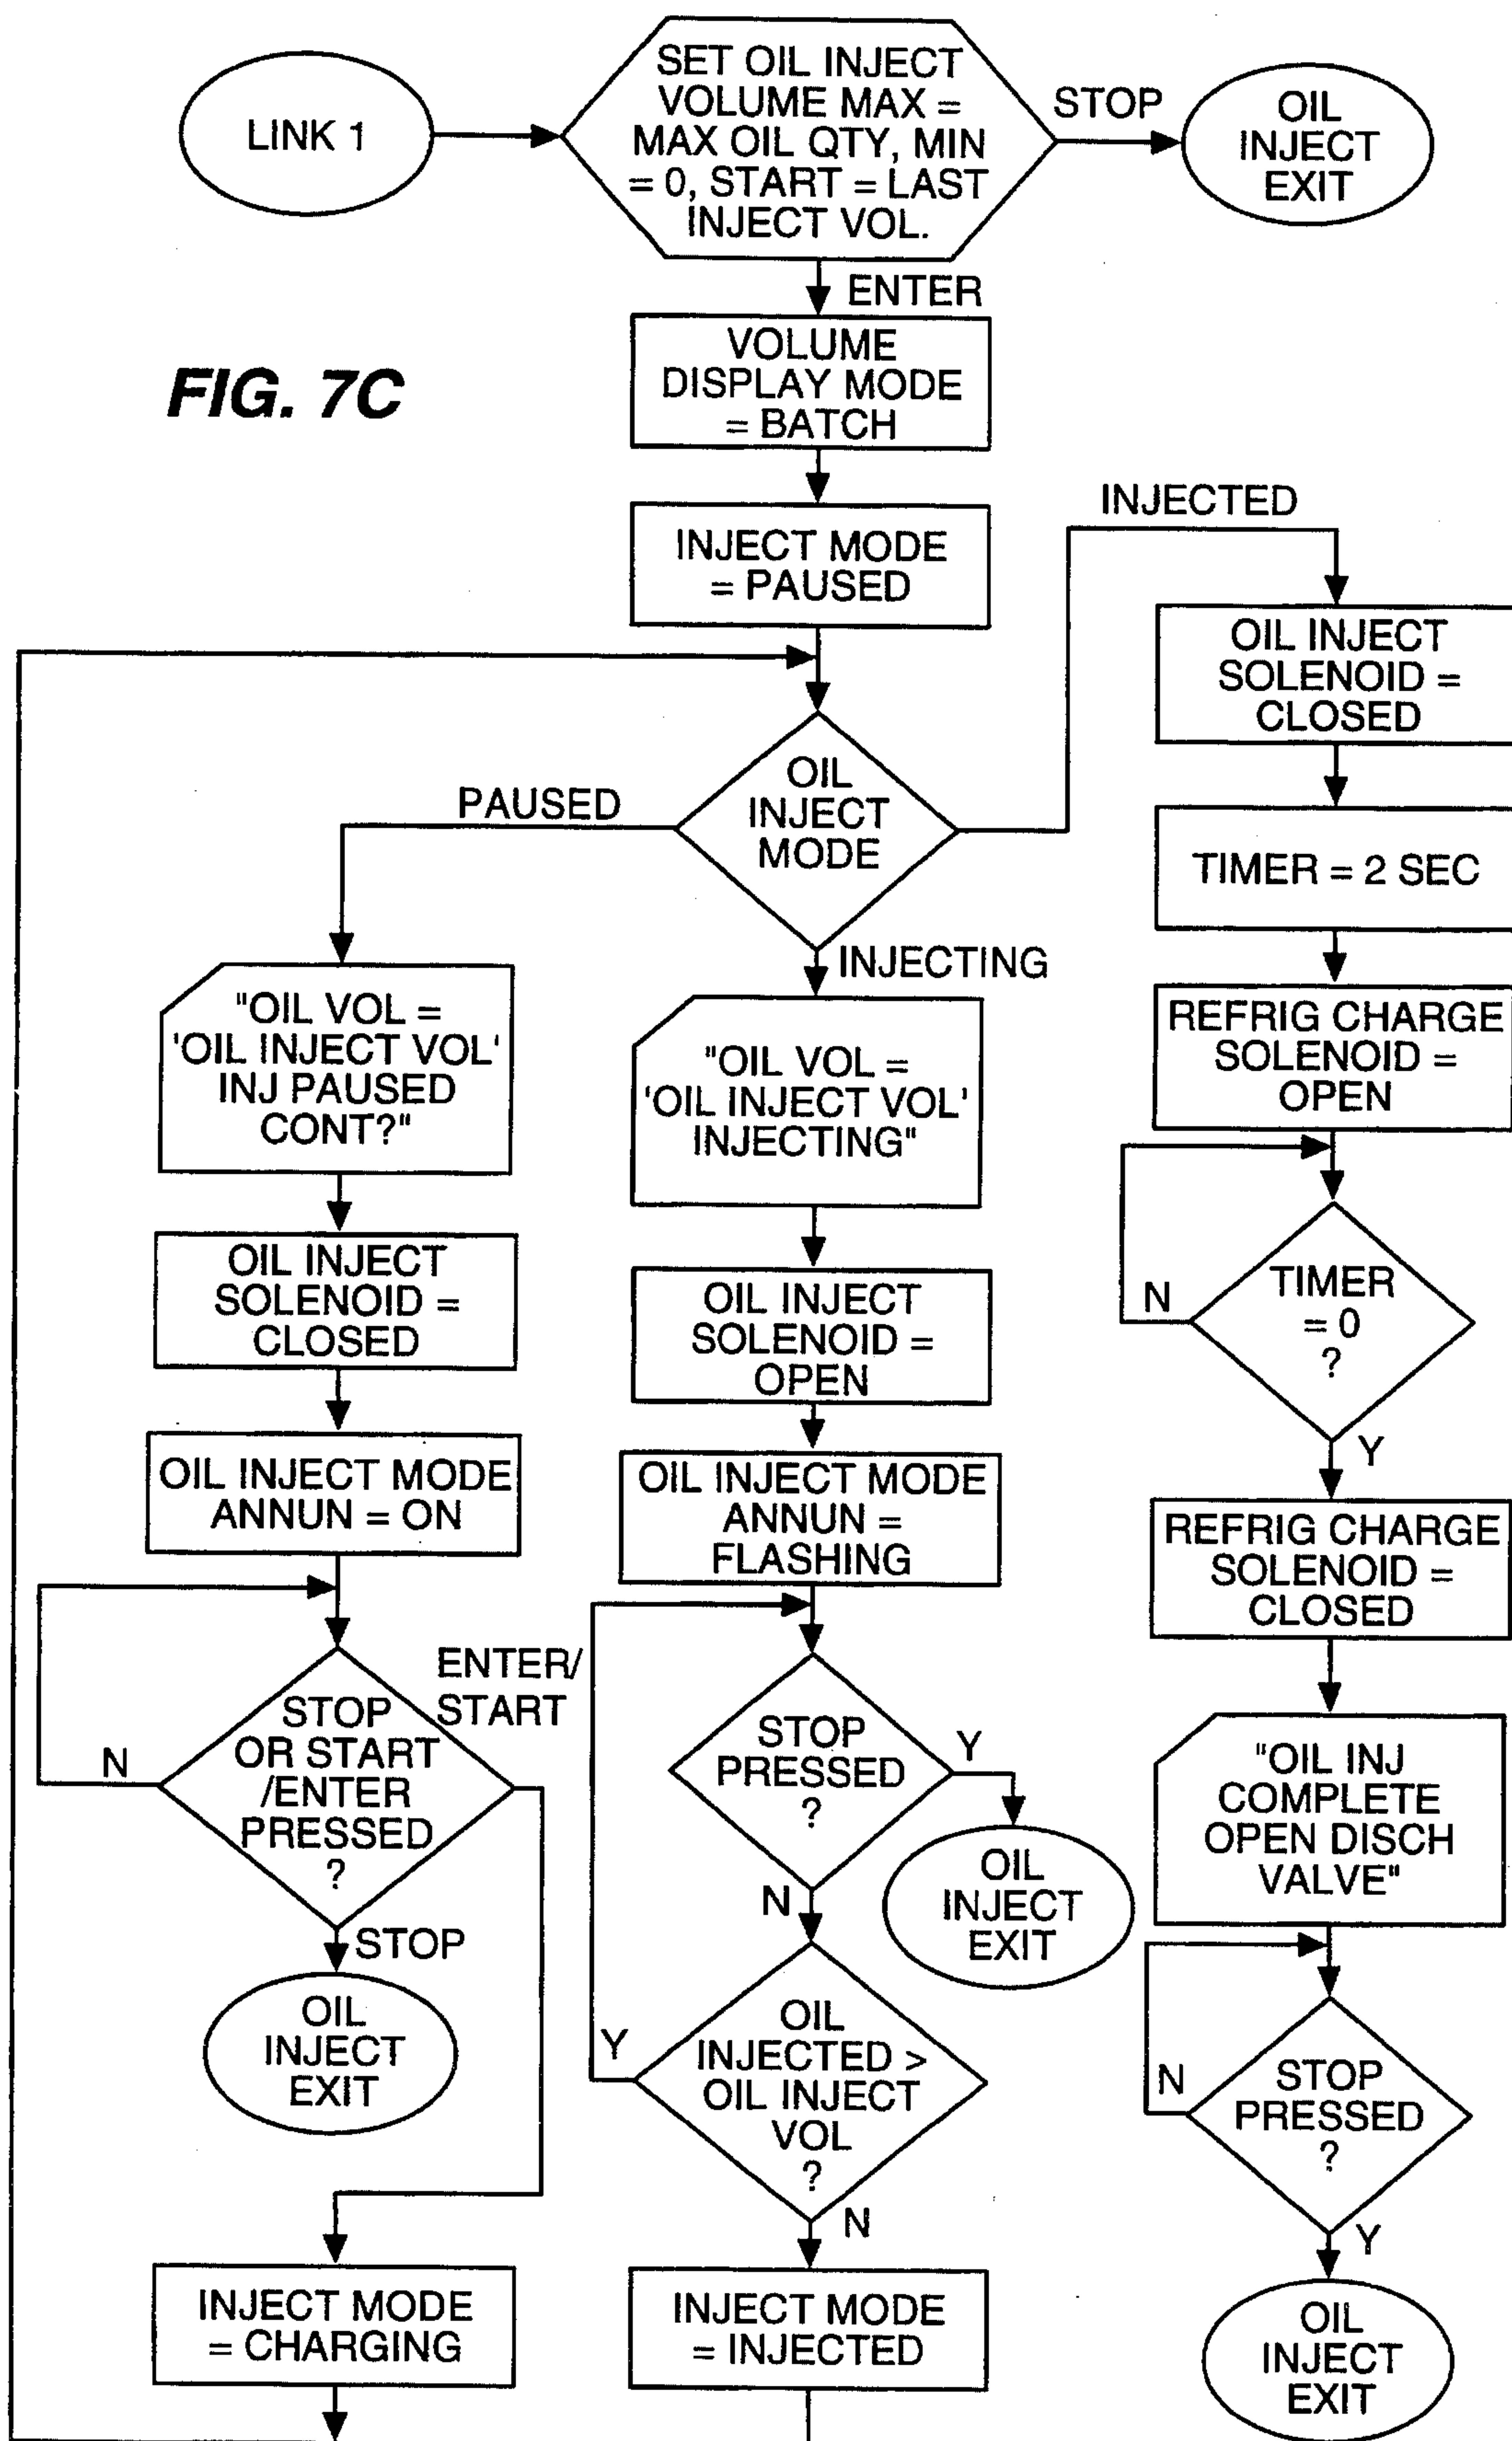 LINK 1
SET OIL INJECT
VOLUME MAX =
MAX OIL QTY, MIN
= 0, START = LAST
INJECT VOL.
STOP
OIL
INJECT
EXIT
ENTER
FIG. 7C
VOLUME
DISPLAY MODE
= BATCH
INJECT MODE
= PAUSED
INJECTED
OIL INJECT
SOLENOID =
CLOSED
OIL
INJECT
MODE
PAUSED
TIMER = 2 SEC
INJECTING
"OIL VOL =
'OIL INJECT VOL'
INJ PAUSED
CONT?"
OIL INJECT
SOLENOID =
CLOSED
OIL INJECT MODE
ANNUN = ON
ENTER/
START
STOP
OR START
/ENTER
PRESSED
?
N
STOP
OIL
INJECT
EXIT
INJECT MODE
= CHARGING
"OIL VOL =
'OIL INJECT VOL'
INJECTING"
OIL INJECT
SOLENOID =
OPEN
OIL INJECT MODE
ANNUN =
FLASHING
STOP
PRESSED
?
Y
OIL
INJECT
EXIT
N
OIL
INJECTED >
OIL INJECT
VOL
?
Y
N
INJECT MODE
= INJECTED
REFRIG CHARGE
SOLENOID =
OPEN
TIMER
= 0
?
N
Y
REFRIG CHARGE
SOLENOID =
CLOSED
"OIL INJ
COMPLETE
OPEN DISCH
VALVE"
STOP
PRESSED
?
N
Y
OIL
INJECT
EXIT